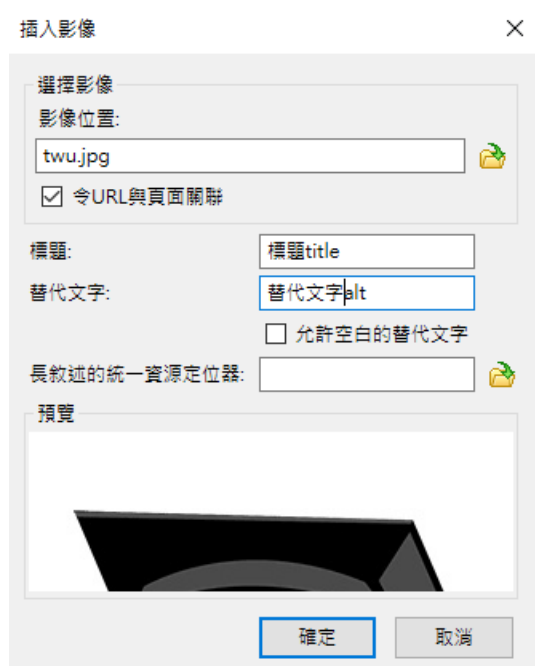 插入影像
選擇影像
影像位置:
twu.jpg
令URL與頁面關聯
標題: 標題title
替代文字: 替代文字alt
允許空白的替代文字
長敘述的統一資源定位器:
預覽
確定 取消